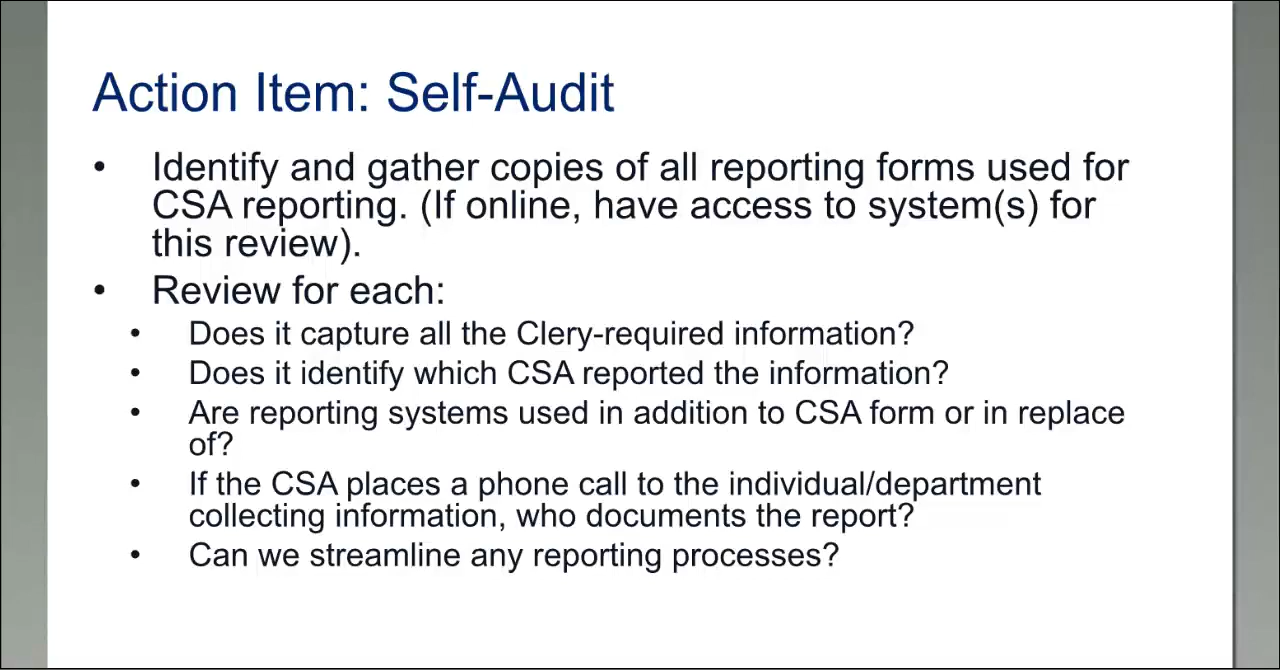 Action Item: Self-Audit
• Identify and gather copies of all reporting forms used for
CSA reporting. (If online, have access to system(s) for
this review).
• Review for each:
• Does it capture all the Clery-required information?
• Does it identify which CSA reported the information?
• Are reporting systems used in addition to CSA form or in replace
of?
• If the CSA places a phone call to the individual/department
collecting information, who documents the report?
• Can we streamline any reporting processes?